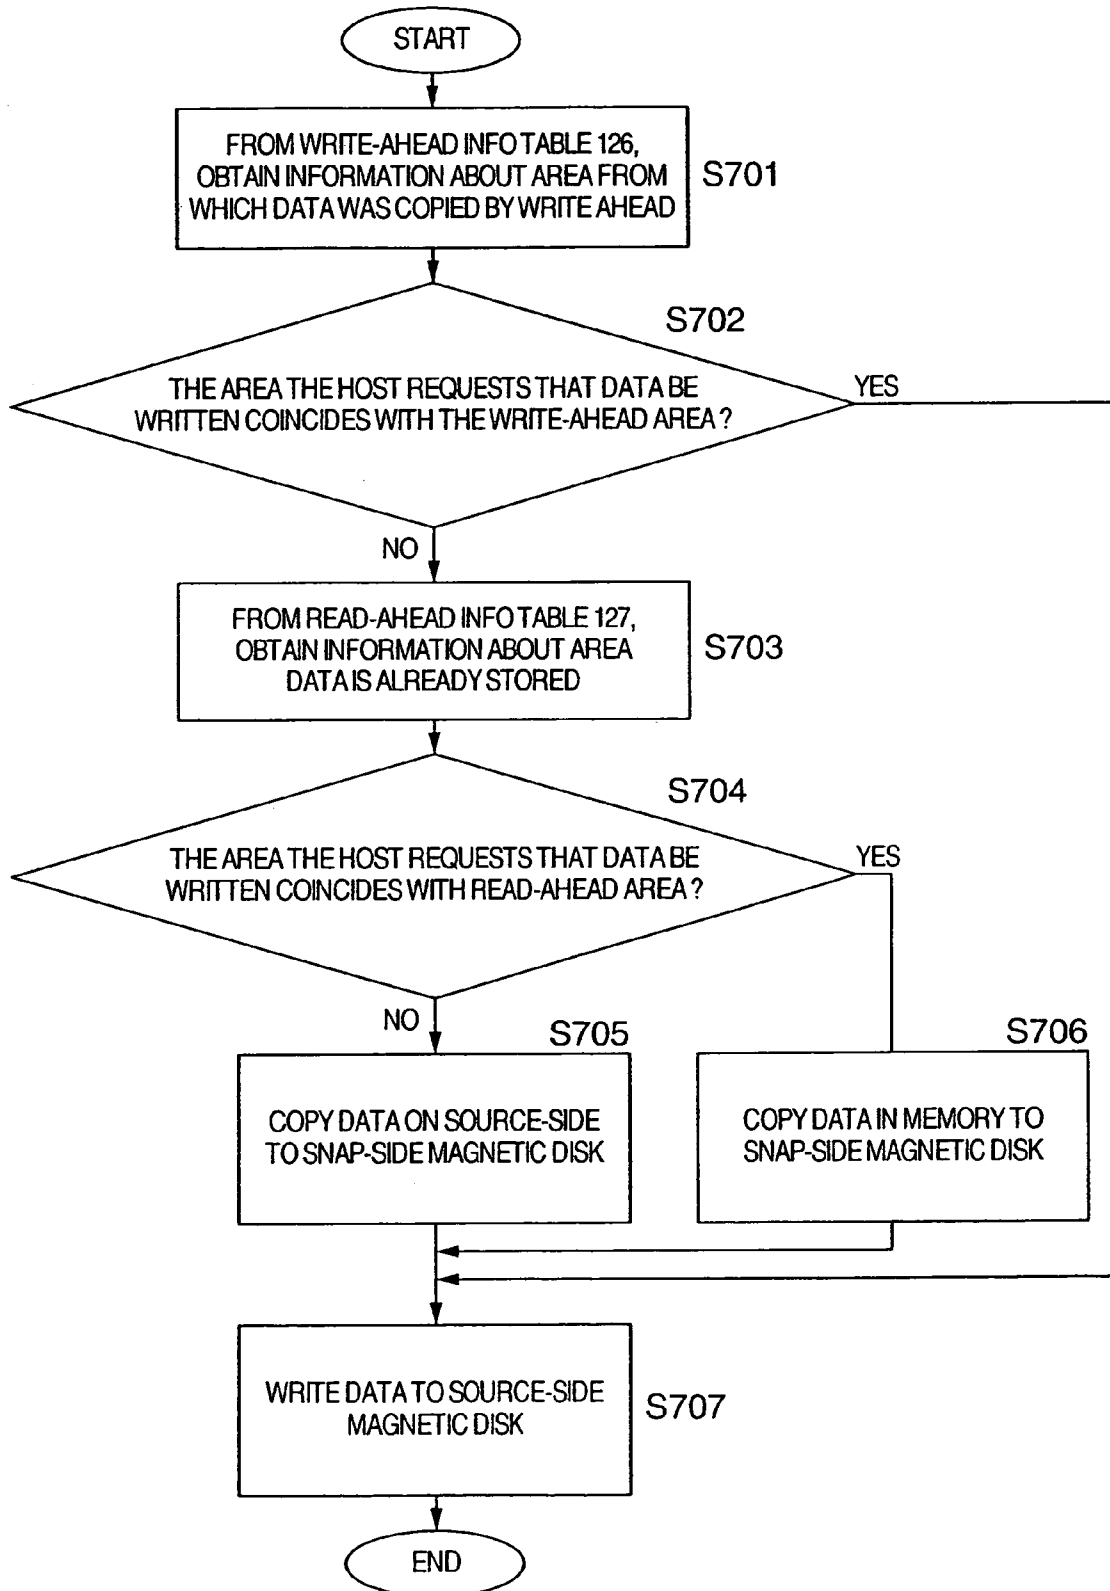 START
FROM WRITE-AHEAD INFO TABLE 126,
OBTAIN INFORMATION ABOUT AREA FROM
WHICH DATA WAS COPIED BY WRITE AHEAD
S701
S702
THE AREA THE HOST REQUESTS THAT DATA BE
WRITTEN COINCIDES WITH THE WRITE-AHEAD AREA?
YES
NO
FROM READ-AHEAD INFO TABLE 127,
OBTAIN INFORMATION ABOUT AREA
DATA IS ALREADY STORED
S703
S704
THE AREA THE HOST REQUESTS THAT DATA BE
WRITTEN COINCIDES WITH READ-AHEAD AREA?
YES
NO
S705
COPY DATA ON SOURCE-SIDE
TO SNAP-SIDE MAGNETIC DISK
S706
COPY DATA IN MEMORY TO
SNAP-SIDE MAGNETIC DISK
WRITE DATA TO SOURCE-SIDE
MAGNETIC DISK
S707
END